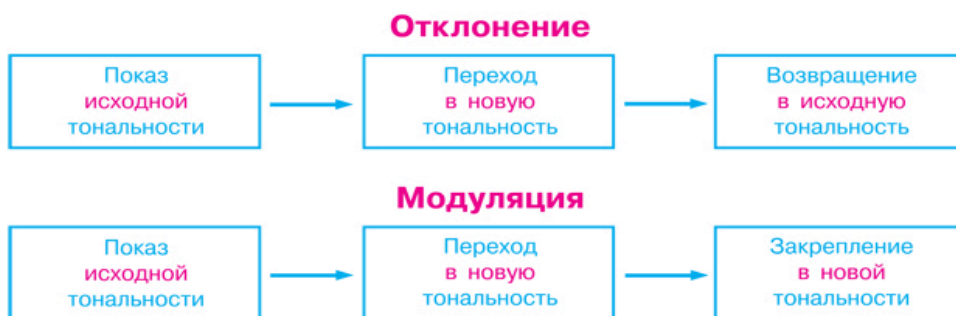 Отклонение
Показ
исходной
тональности
Переход
в новую
тональность
Возвращение
в исходную
тональность
Модуляция
Показ
исходной
тональности
Переход
в новую
тональность
Закрепление
в новой
тональности